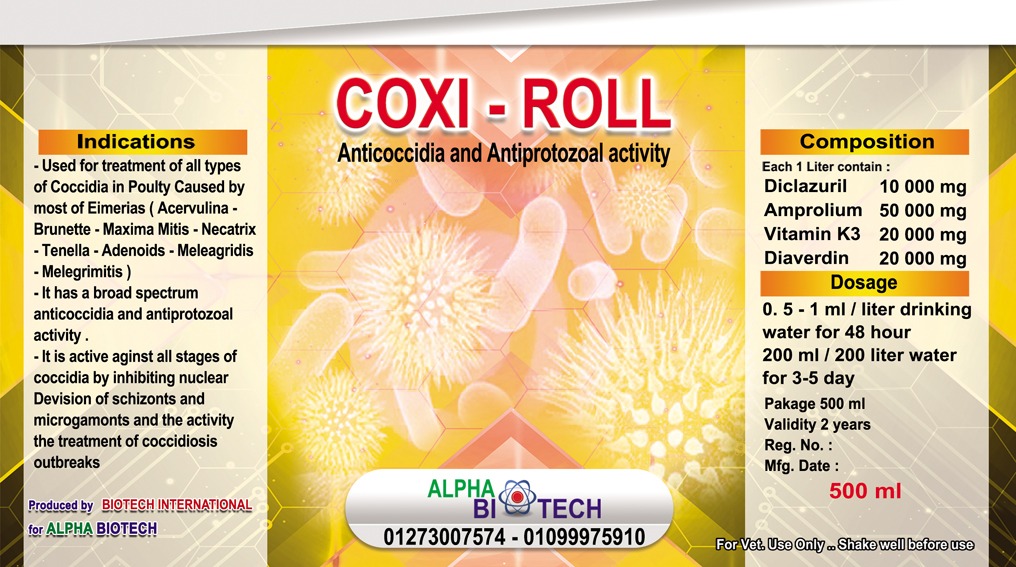 COXI - ROLL
Anticoccidia and Antiprotozoal activity
Indications
- Used for treatment of all types
of Coccidia in Poulty Caused by
most of Eimerias ( Acervulina -
Brunette - Maxima Mitis - Necatrix
- Tenella - Adenoids - Meleagridis
- Melegrimitis )
- It has a broad spectrum
anticoccidia and antiprotozoal
activity .
- It is active aginst all stages of
coccidia by inhibiting nuclear
Devision of schizonts and
microgamonts and the activity
the treatment of coccidiosis
outbreaks
Produced by BIOTECH INTERNATIONAL
for ALPHA BIOTECH
ALPHA
BIOTECH
01273007574 - 01099975910
Composition
Each 1 Liter contain :
Diclazuril 10 000 mg
Amprolium 50 000 mg
Vitamin K3 20 000 mg
Diaverdin 20 000 mg
Dosage
0. 5 - 1 ml / liter drinking
water for 48 hour
200 ml / 200 liter water
for 3-5 day
Pakage 500 ml
Validity 2 years
Reg. No. :
Mfg. Date :
500 ml
For Vet. Use Only .. Shake well before use